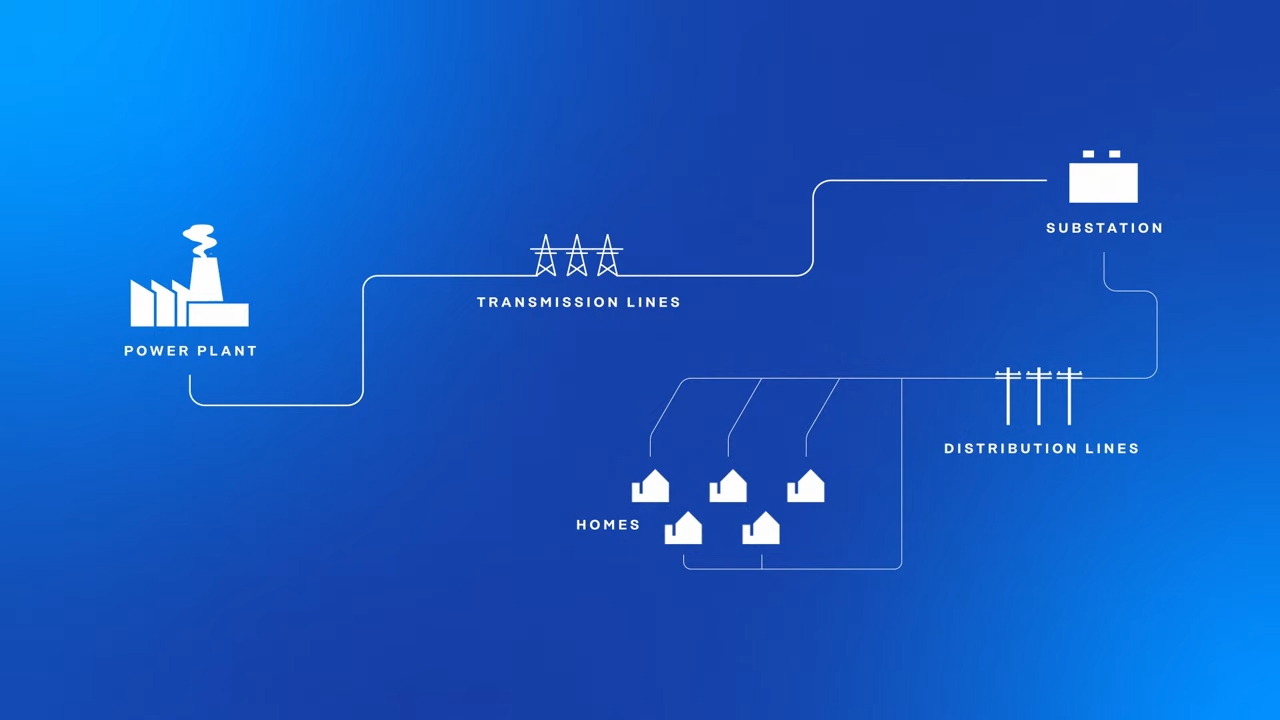 POWER PLANT
TRANSMISSION LINES
SUBSTATION
DISTRIBUTION LINES
HOMES